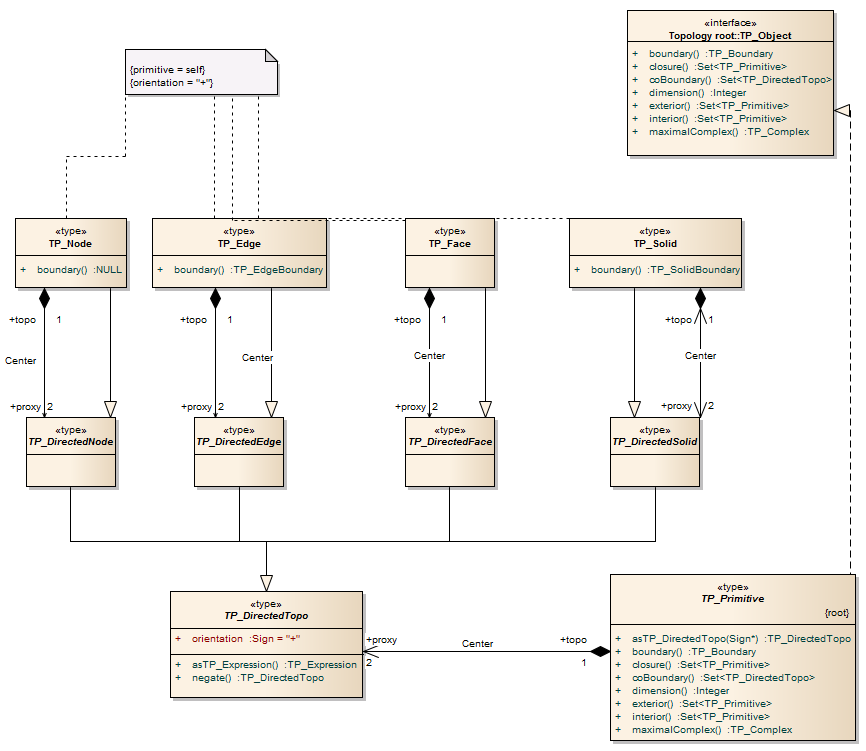 «interface»
Topology root::TP_Object
+ boundary() :TP_Boundary
+ closure() :Set<TP_Primitive>
+ coBoundary() :Set<TP_DirectedTopo>
+ dimension() :Integer
+ exterior() :Set<TP_Primitive>
+ interior() :Set<TP_Primitive>
+ maximalComplex() :TP_Complex
{primitive = self}
{orientation = "+"}
«type»
TP_Node
+ boundary() :NULL
«type»
TP_Edge
+ boundary() :TP_EdgeBoundary
«type»
TP_Face
«type»
TP_Solid
+ boundary() :TP_SolidBoundary
+topo 1
Center
+proxy 2
+topo 1
Center
+proxy 2
+topo 1
Center
+proxy 2
+topo 1
Center
+proxy 2
«type»
TP_DirectedNode
«type»
TP_DirectedEdge
«type»
TP_DirectedFace
«type»
TP_DirectedSolid
«type»
TP_DirectedTopo
+ orientation :Sign = "+"
+ asTP_Expression() :TP_Expression
+ negate() :TP_DirectedTopo
+proxy
2
Center
+topo
1
«type»
TP_Primitive
{root}
+ asTP_DirectedTopo(Sign*) :TP_DirectedTopo
+ boundary() :TP_Boundary
+ closure() :Set<TP_Primitive>
+ coBoundary() :Set<TP_DirectedTopo>
+ dimension() :Integer
+ exterior() :Set<TP_Primitive>
+ interior() :Set<TP_Primitive>
+ maximalComplex() :TP_Complex